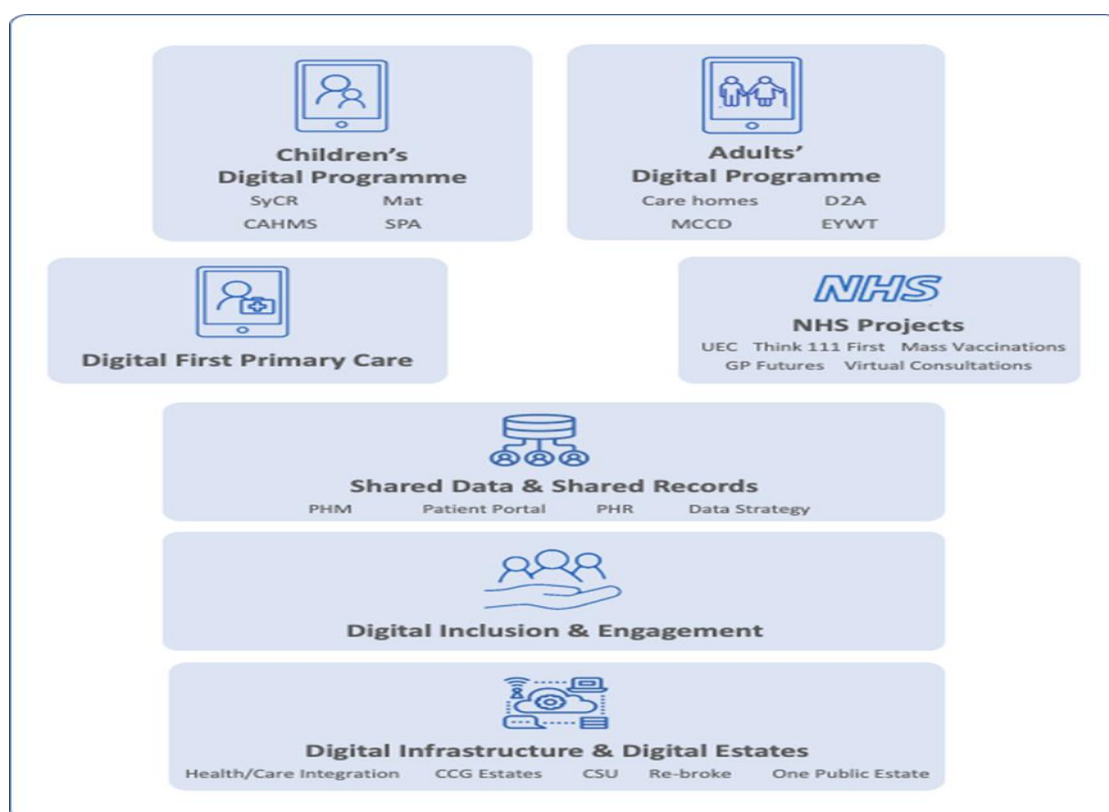 Children's
Digital Programme
SyCR Mat
CAHMS SPA
Adults'
Digital Programme
Care homes D2A
MCCD EYWT
Digital First Primary Care
NHS
NHS Projects
UEC Think 111 First Mass Vaccinations
GP Futures Virtual Consultations
Shared Data & Shared Records
PHM Patient Portal PHR Data Strategy
Digital Inclusion & Engagement
Digital Infrastructure & Digital Estates
Health/Care Integration CCG Estates CSU Re-broke One Public Estate